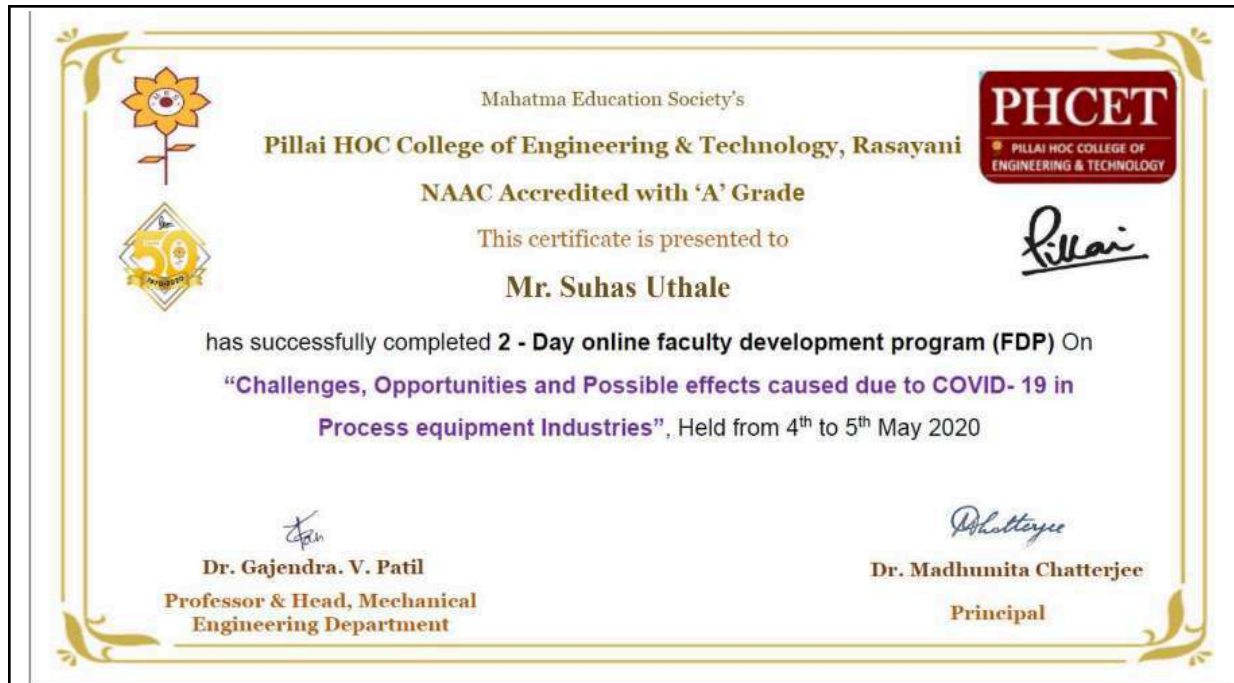 Mahatma Education Society's
Pillai HOC College of Engineering & Technology, Rasayani
NAAC Accredited with ‘A’ Grade
This certificate is presented to
Mr. Suhas Uthale
has successfully completed 2 - Day online faculty development program (FDP) On
“Challenges, Opportunities and Possible effects caused due to COVID- 19 in
Process equipment Industries”, Held from 4th to 5th May 2020
PHCET
PILLAI HOC COLLEGE OF
ENGINEERING & TECHNOLOGY
Pillai
50
1970-2020
Dr. Gajendra. V. Patil
Professor & Head, Mechanical
Engineering Department
Chatterjee
Dr. Madhumita Chatterjee
Principal